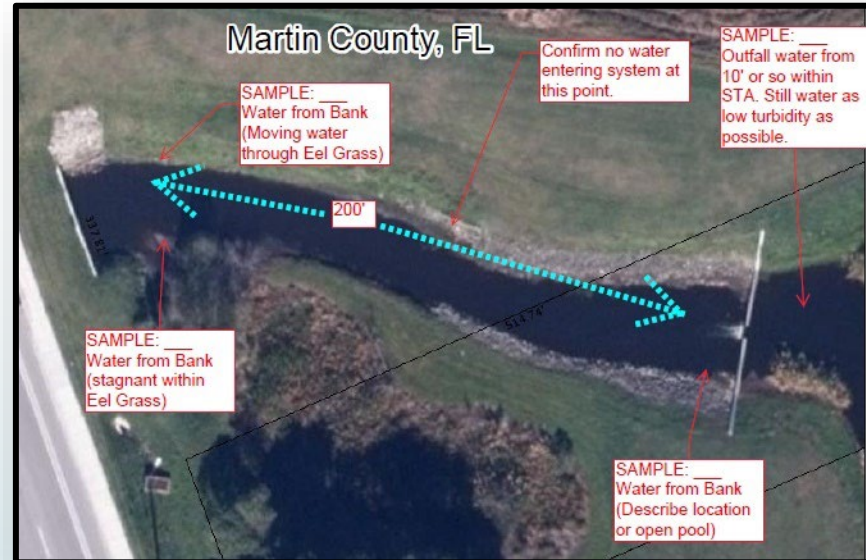 Martin County, FL
SAMPLE: ___
Water from Bank
(Moving water
through Eel Grass)
Confirm no water
entering system at
this point.
SAMPLE: ___
Outfall water from
10' or so within
STA. Still water as
low turbidity as
possible.
200'
514.74'
SAMPLE: ___
Water from Bank
(stagnant within
Eel Grass)
SAMPLE: ___
Water from Bank
(Describe location
or open pool)